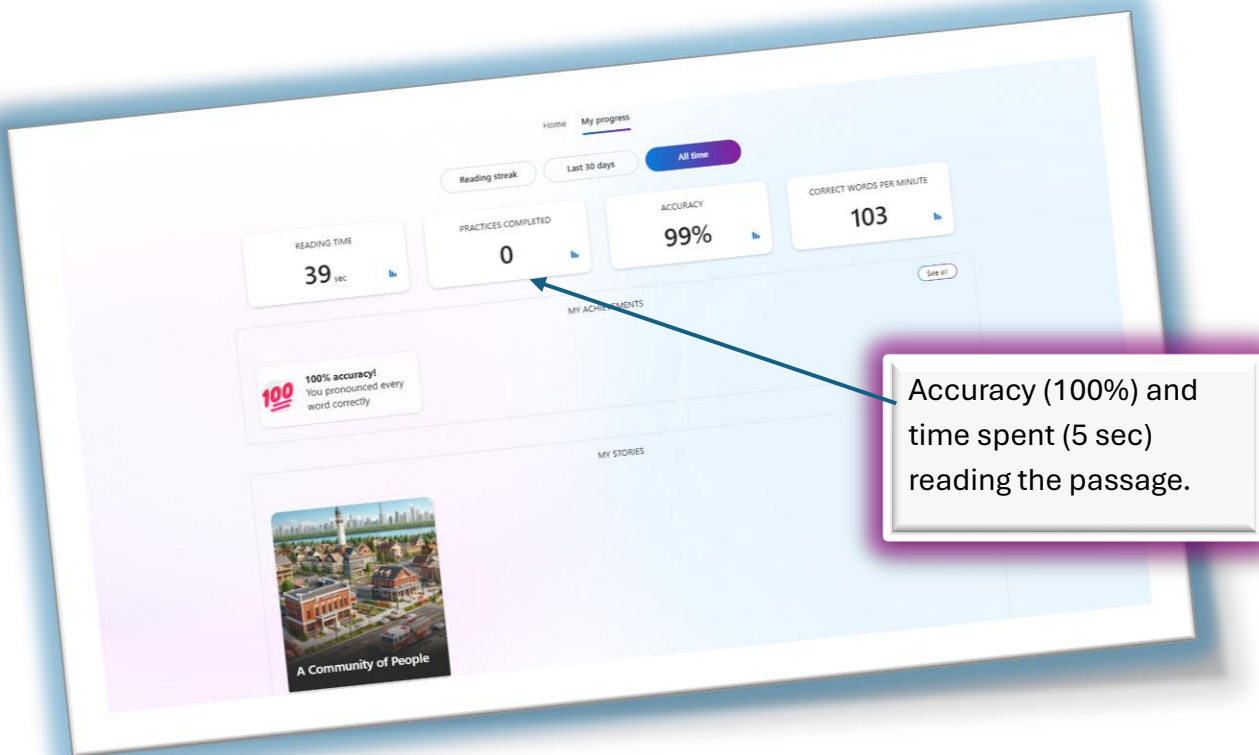 Home My progress
Reading streak Last 30 days All time
READING TIME
39 sec
PRACTICES COMPLETED
0
ACCURACY
99%
CORRECT WORDS PER MINUTE
103
MY ACHIEVEMENTS
See all
100
100% accuracy!
You pronounced every
word correctly
MY STORIES
A Community of People
Accuracy (100%) and
time spent (5 sec)
reading the passage.